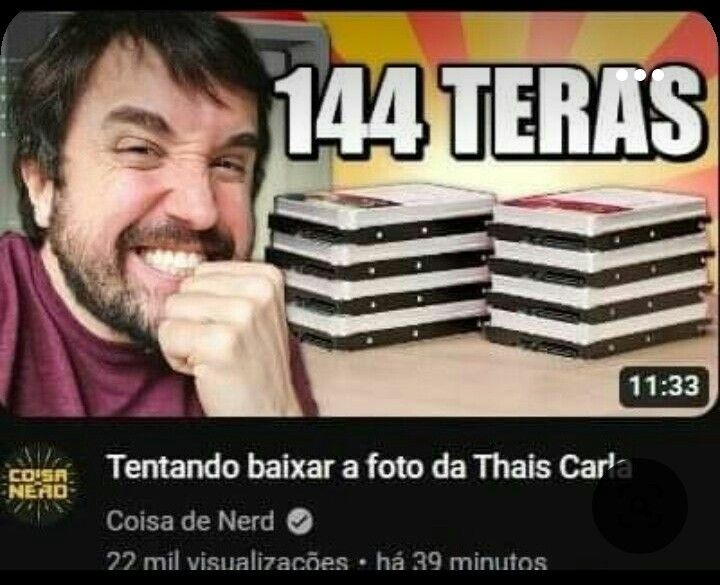 144 TERAS
11:33
COISA
NERD
Tentando baixar a foto da Thais Carla
Coisa de Nerd
22 mil visualizações • há 39 minutos